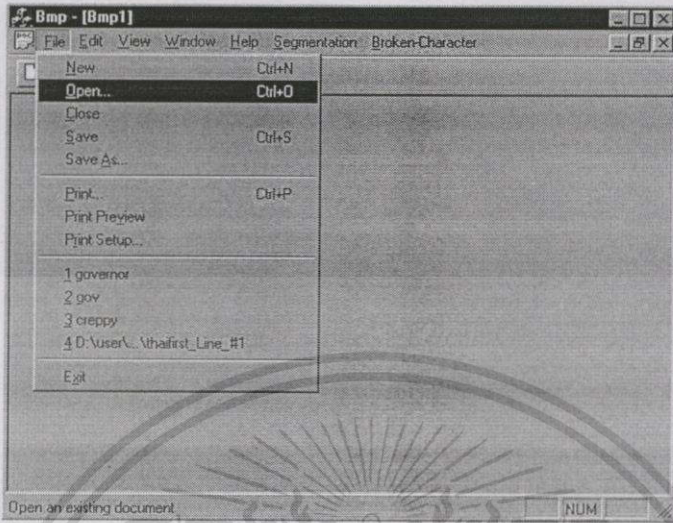 Bmp - [Bmp1]
File Edit View Window Help Segmentation Broken-Character
New Ctrl+N
Open... Ctrl+O
Close
Save Ctrl+S
Save As...
Print... Ctrl+P
Print Preview
Print Setup...
1 governor
2 gov
3 creppy
4 D:\user\...\thaifirst_Line_#1
Exit
Open an existing document
NUM